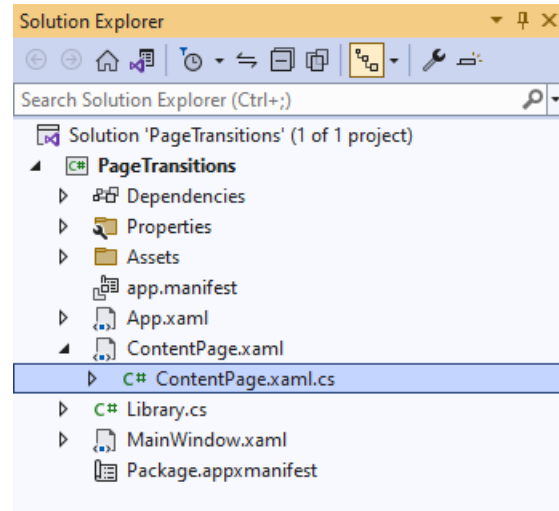 Solution Explorer
Search Solution Explorer (Ctrl+;)
Solution 'PageTransitions' (1 of 1 project)
C# PageTransitions
Dependencies
Properties
Assets
app.manifest
App.xaml
ContentPage.xaml
C# ContentPage.xaml.cs
C# Library.cs
MainWindow.xaml
Package.appxmanifest